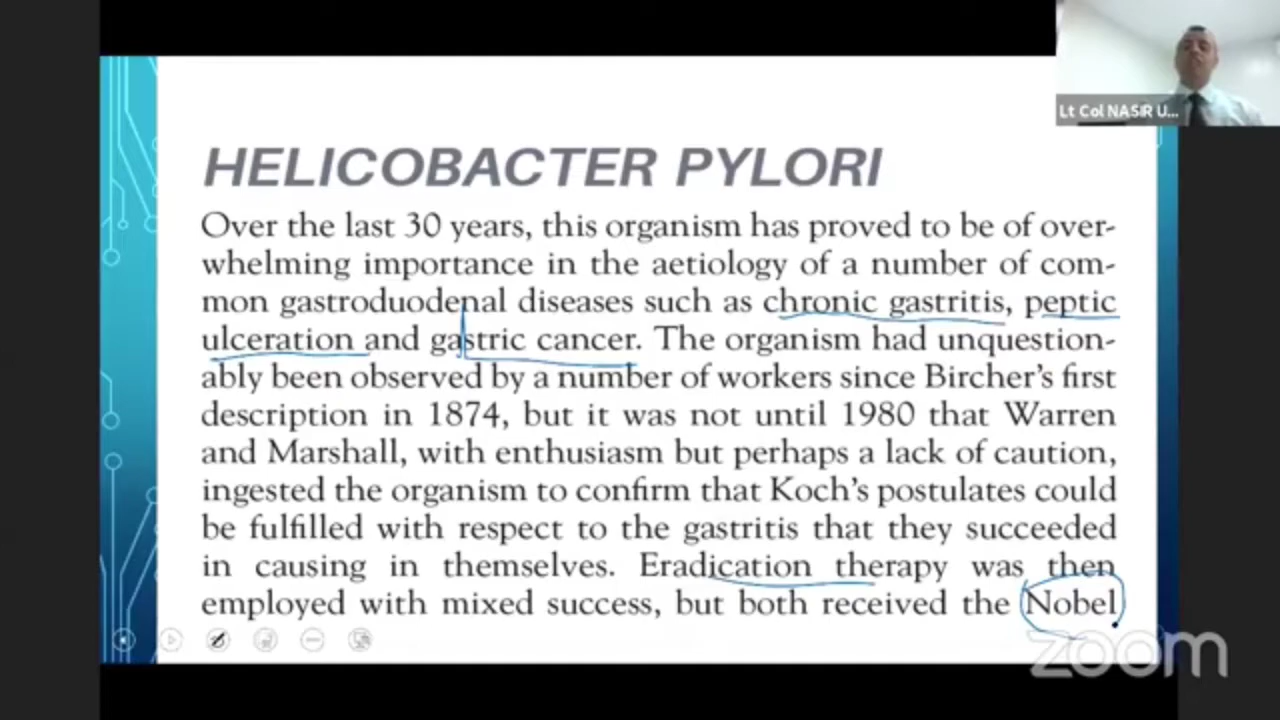 Lt Col NASIR U...
HELICOBACTER PYLORI
Over the last 30 years, this organism has proved to be of over-
whelming importance in the aetiology of a number of com-
mon gastroduodenal diseases such as chronic gastritis, peptic
ulceration and gastric cancer. The organism had unquestion-
ably been observed by a number of workers since Bircher's first
description in 1874, but it was not until 1980 that Warren
and Marshall, with enthusiasm but perhaps a lack of caution,
ingested the organism to confirm that Koch's postulates could
be fulfilled with respect to the gastritis that they succeeded
in causing in themselves. Eradication therapy was then
employed with mixed success, but both received the Nobel
zoom